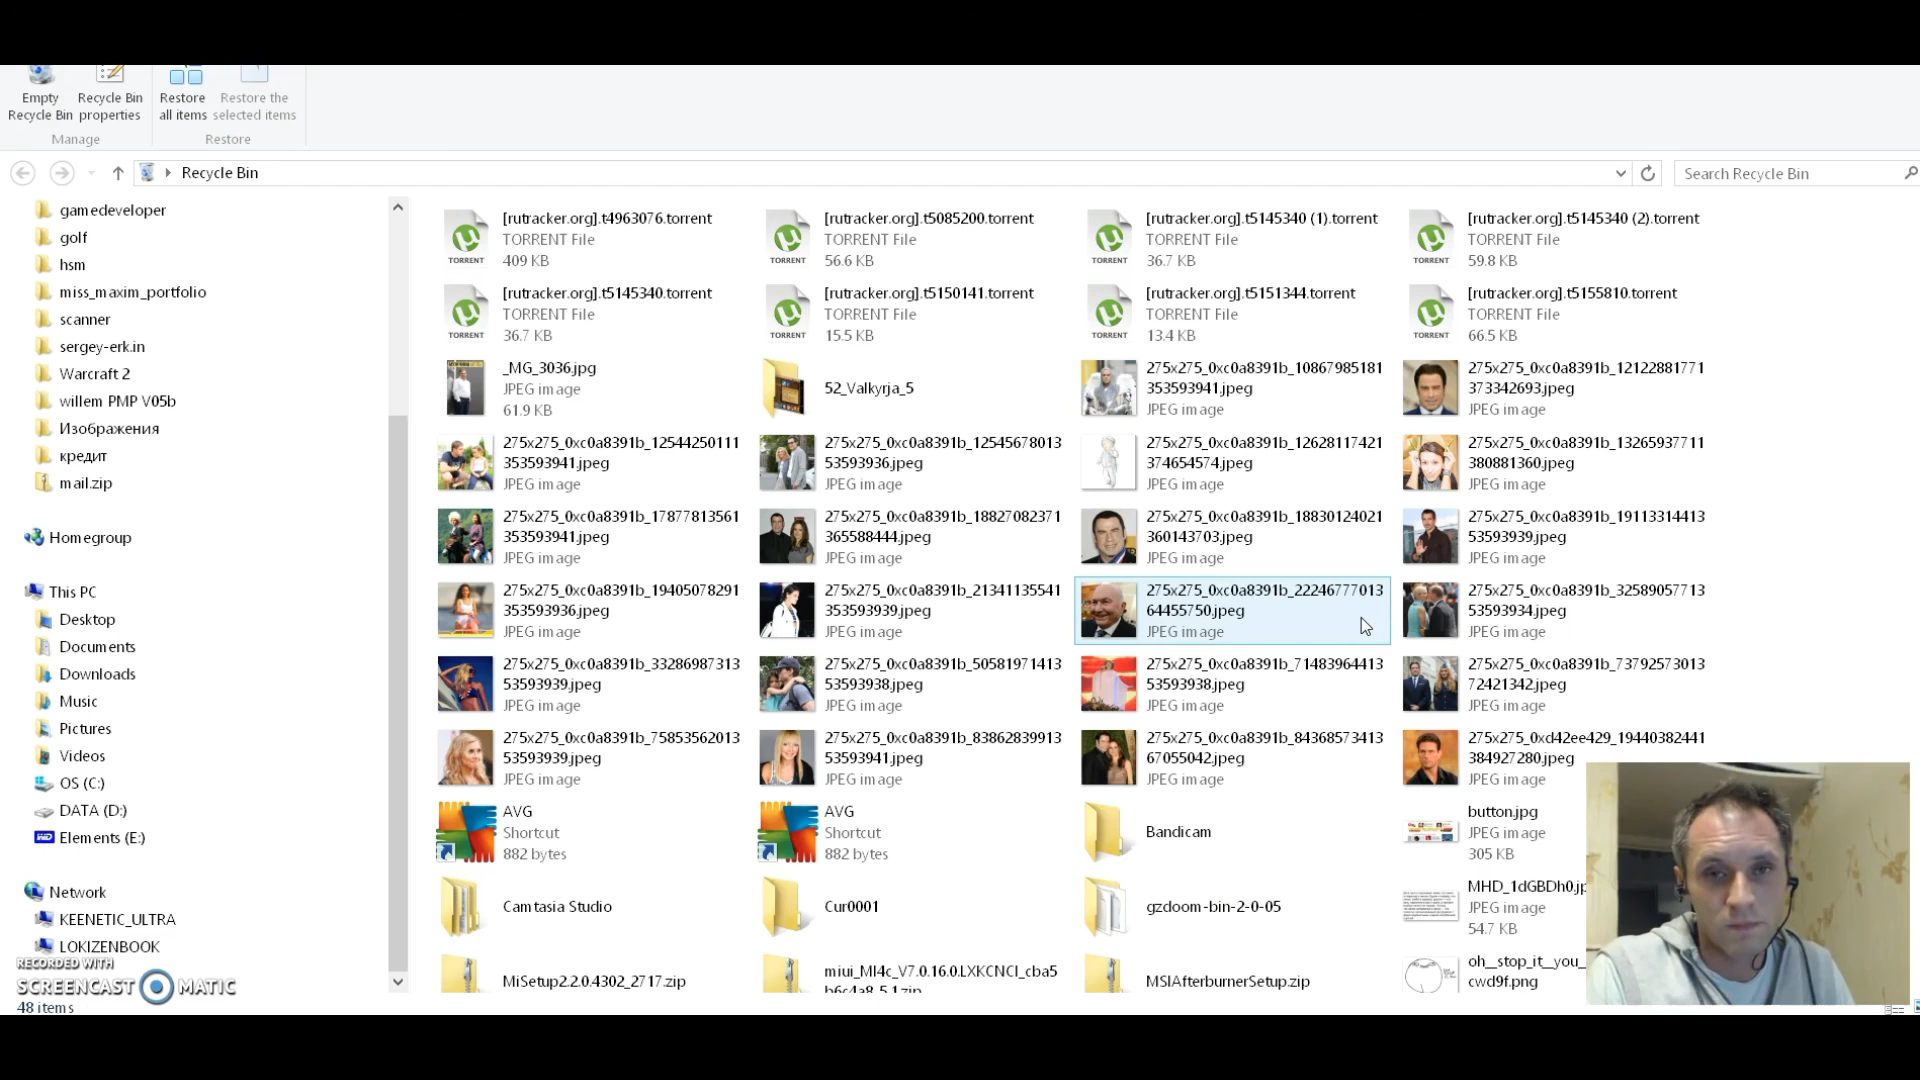 Empty
Recycle Bin
Recycle Bin
properties
Restore
all items
Restore the
selected items
Manage
Restore
Recycle Bin
Search Recycle Bin
gamedeveloper
golf
hsm
miss_maxim_portfolio
scanner
sergey-erk.in
Warcraft 2
willem PMP V05b
Изображения
кредит
mail.zip
Homegroup
This PC
Desktop
Documents
Downloads
Music
Pictures
Videos
OS (C:)
DATA (D:)
Elements (E:)
Network
KEENETIC_ULTRA
LOKIZENBOOK
RECORDED WITH
SCREENCAST MATIC
48 items
[rutracker.org].t4963076.torrent
TORRENT File
409 KB
TORRENT
[rutracker.org].t5085200.torrent
TORRENT File
56.6 KB
TORRENT
[rutracker.org].t5145340 (1).torrent
TORRENT File
36.7 KB
TORRENT
[rutracker.org].t5145340 (2).torrent
TORRENT File
59.8 KB
TORRENT
[rutracker.org].t5145340.torrent
TORRENT File
36.7 KB
TORRENT
[rutracker.org].t5150141.torrent
TORRENT File
15.5 KB
TORRENT
[rutracker.org].t5151344.torrent
TORRENT File
13.4 KB
TORRENT
[rutracker.org].t5155810.torrent
TORRENT File
66.5 KB
TORRENT
_MG_3036.jpg
JPEG image
61.9 KB
52_Valkyrja_5
275x275_0xc0a8391b_10867985181
353593941.jpeg
JPEG image
275x275_0xc0a8391b_12122881771
373342693.jpeg
JPEG image
275x275_0xc0a8391b_12544250111
353593941.jpeg
JPEG image
275x275_0xc0a8391b_12545678013
53593936.jpeg
JPEG image
275x275_0xc0a8391b_12628117421
374654574.jpeg
JPEG image
275x275_0xc0a8391b_13265937711
380881360.jpeg
JPEG image
275x275_0xc0a8391b_17877813561
353593941.jpeg
JPEG image
275x275_0xc0a8391b_18827082371
365588444.jpeg
JPEG image
275x275_0xc0a8391b_18830124021
360143703.jpeg
JPEG image
275x275_0xc0a8391b_19113314413
53593939.jpeg
JPEG image
275x275_0xc0a8391b_19405078291
353593936.jpeg
JPEG image
275x275_0xc0a8391b_21341135541
353593939.jpeg
JPEG image
275x275_0xc0a8391b_22246777013
64455750.jpeg
JPEG image
275x275_0xc0a8391b_32589057713
53593934.jpeg
JPEG image
275x275_0xc0a8391b_33286987313
53593939.jpeg
JPEG image
275x275_0xc0a8391b_50581971413
53593938.jpeg
JPEG image
275x275_0xc0a8391b_71483964413
53593938.jpeg
JPEG image
275x275_0xc0a8391b_73792573013
72421342.jpeg
JPEG image
275x275_0xc0a8391b_75853562013
53593939.jpeg
JPEG image
275x275_0xc0a8391b_83862839913
53593941.jpeg
JPEG image
275x275_0xc0a8391b_84368573413
67055042.jpeg
JPEG image
275x275_0xd42ee429_19440382441
384927280.jpeg
JPEG image
AVG
Shortcut
882 bytes
AVG
Shortcut
882 bytes
Bandicam
button.jpg
JPEG image
305 KB
Camtasia Studio
Cur0001
gzdoom-bin-2-0-05
MHD_1dGBDh0.jp
JPEG image
54.7 KB
MiSetup2.2.0.4302_2717.zip
miui_MI4c_V7.0.16.0.LXKCNCI_cba5
b6c4a8_5.1.zip
MSIAfterburnerSetup.zip
oh__stop_it__you_
cwd9f.png